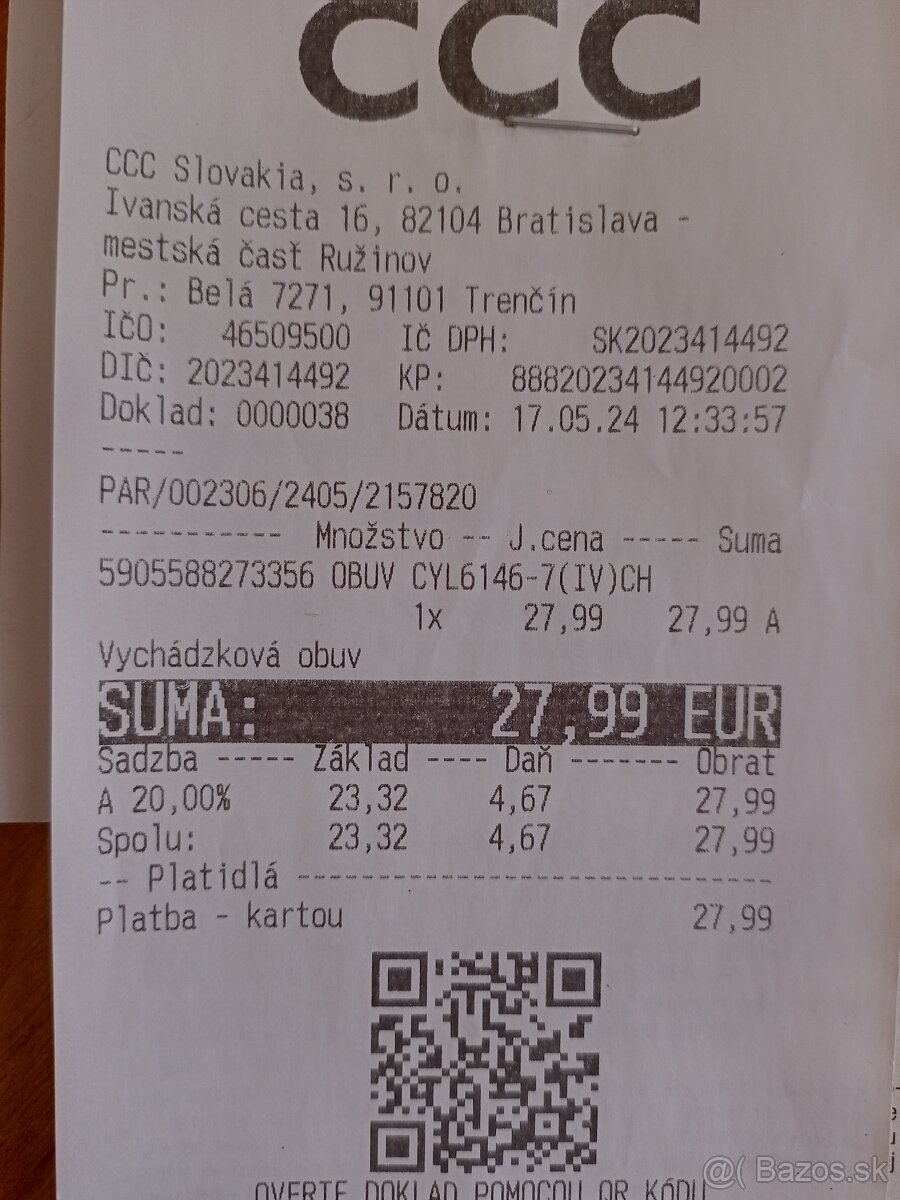 CCC
CCC Slovakia, s. r. o.
Ivanská cesta 16, 82104 Bratislava -
mestská časť Ružinov
Pr.: Belá 7271, 91101 Trenčín
IČO: 46509500 IČ DPH: SK2023414492
DIČ: 2023414492 KP: 88820234144920002
Doklad: 0000038 Dátum: 17.05.24 12:33:57
-----
PAR/002306/2405/2157820
----------- Množstvo -- J.cena ----- Suma
5905588273356 OBUV CYL6146-7(IV)CH
1x 27,99 27,99 A
Vychádzková obuv
SUMA: 27,99 EUR
Sadzba ----- Základ ---- Daň ------- Obrat
A 20,00% 23,32 4,67 27,99
Spolu: 23,32 4,67 27,99
-- Platidlá ------------------------------
Platba - kartou 27,99
OVERTE DOKLAD POMOCOU QR KÓDU
@( Bazos.sk